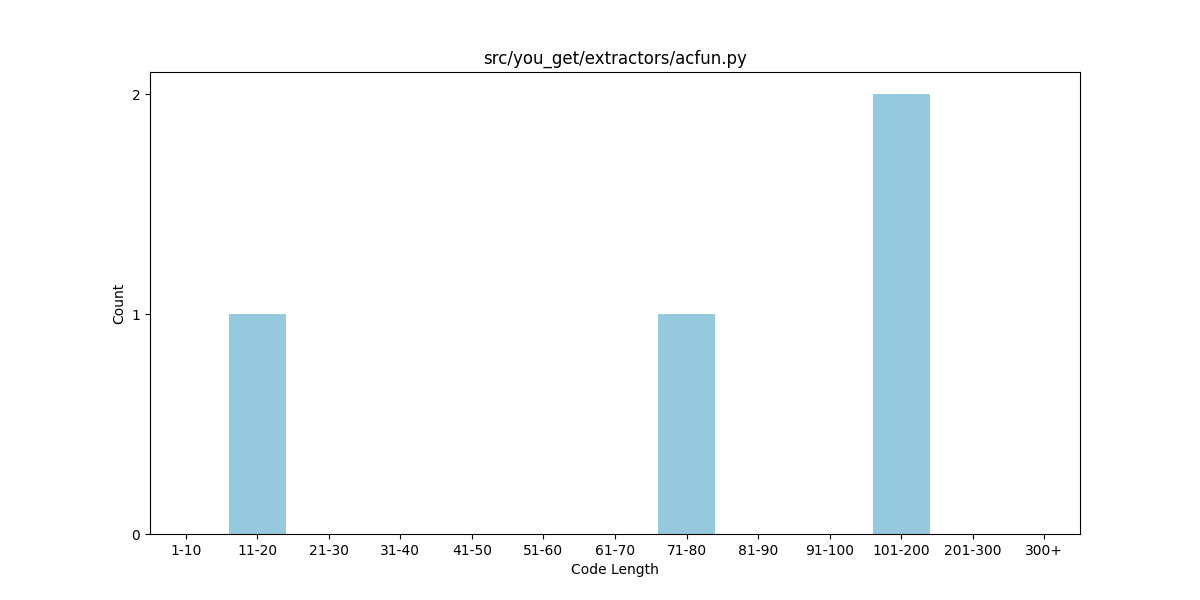 src/you_get/extractors/acfun.py
2
1
0
Count
1-10 11-20 21-30 31-40 41-50 51-60 61-70 71-80 81-90 91-100 101-200 201-300 300+
Code Length